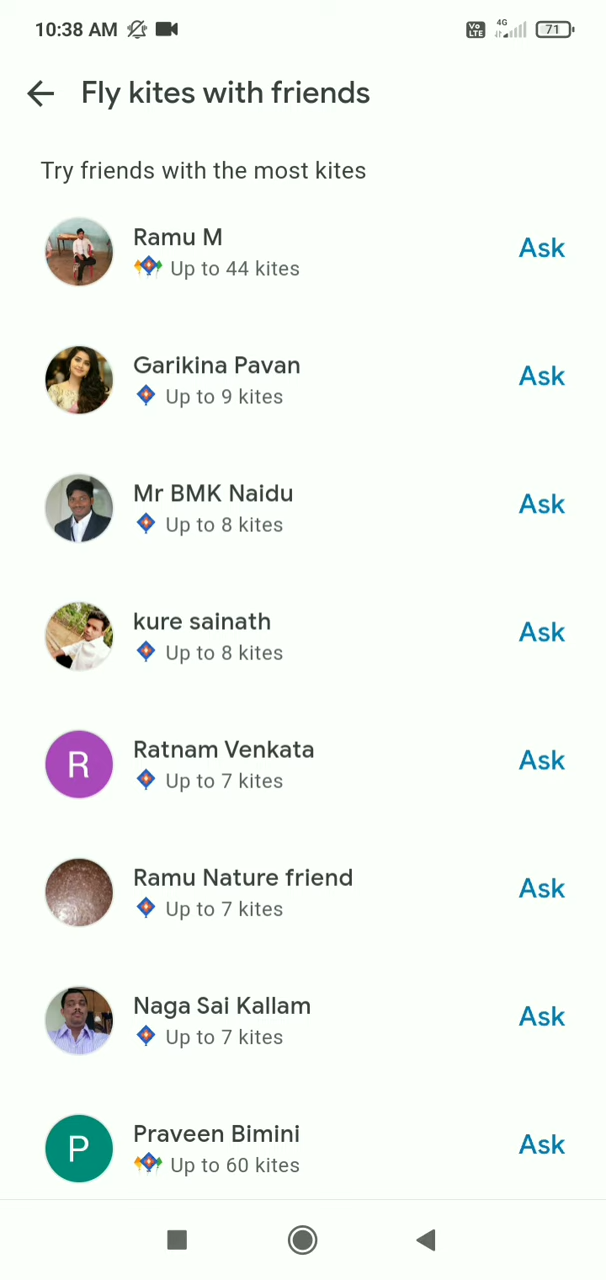 10:38 AM
Vo LTE 4G 71
Fly kites with friends
Try friends with the most kites
Ramu M
Up to 44 kites
Ask
Garikina Pavan
Up to 9 kites
Ask
Mr BMK Naidu
Up to 8 kites
Ask
kure sainath
Up to 8 kites
Ask
R
Ratnam Venkata
Up to 7 kites
Ask
Ramu Nature friend
Up to 7 kites
Ask
Naga Sai Kallam
Up to 7 kites
Ask
P
Praveen Bimini
Up to 60 kites
Ask